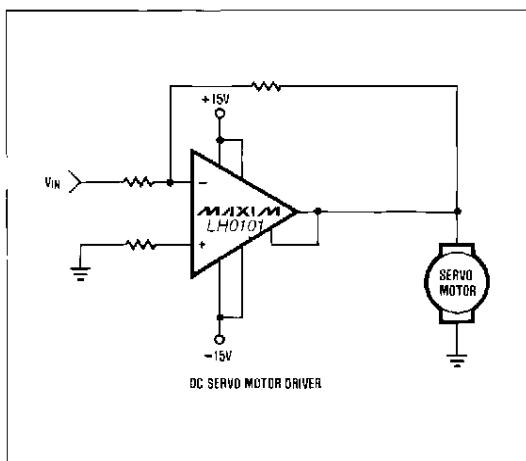 +15V
VIN
−
MAXIM
LH0101
+
SERVO
MOTOR
−15V
DC SERVO MOTOR DRIVER